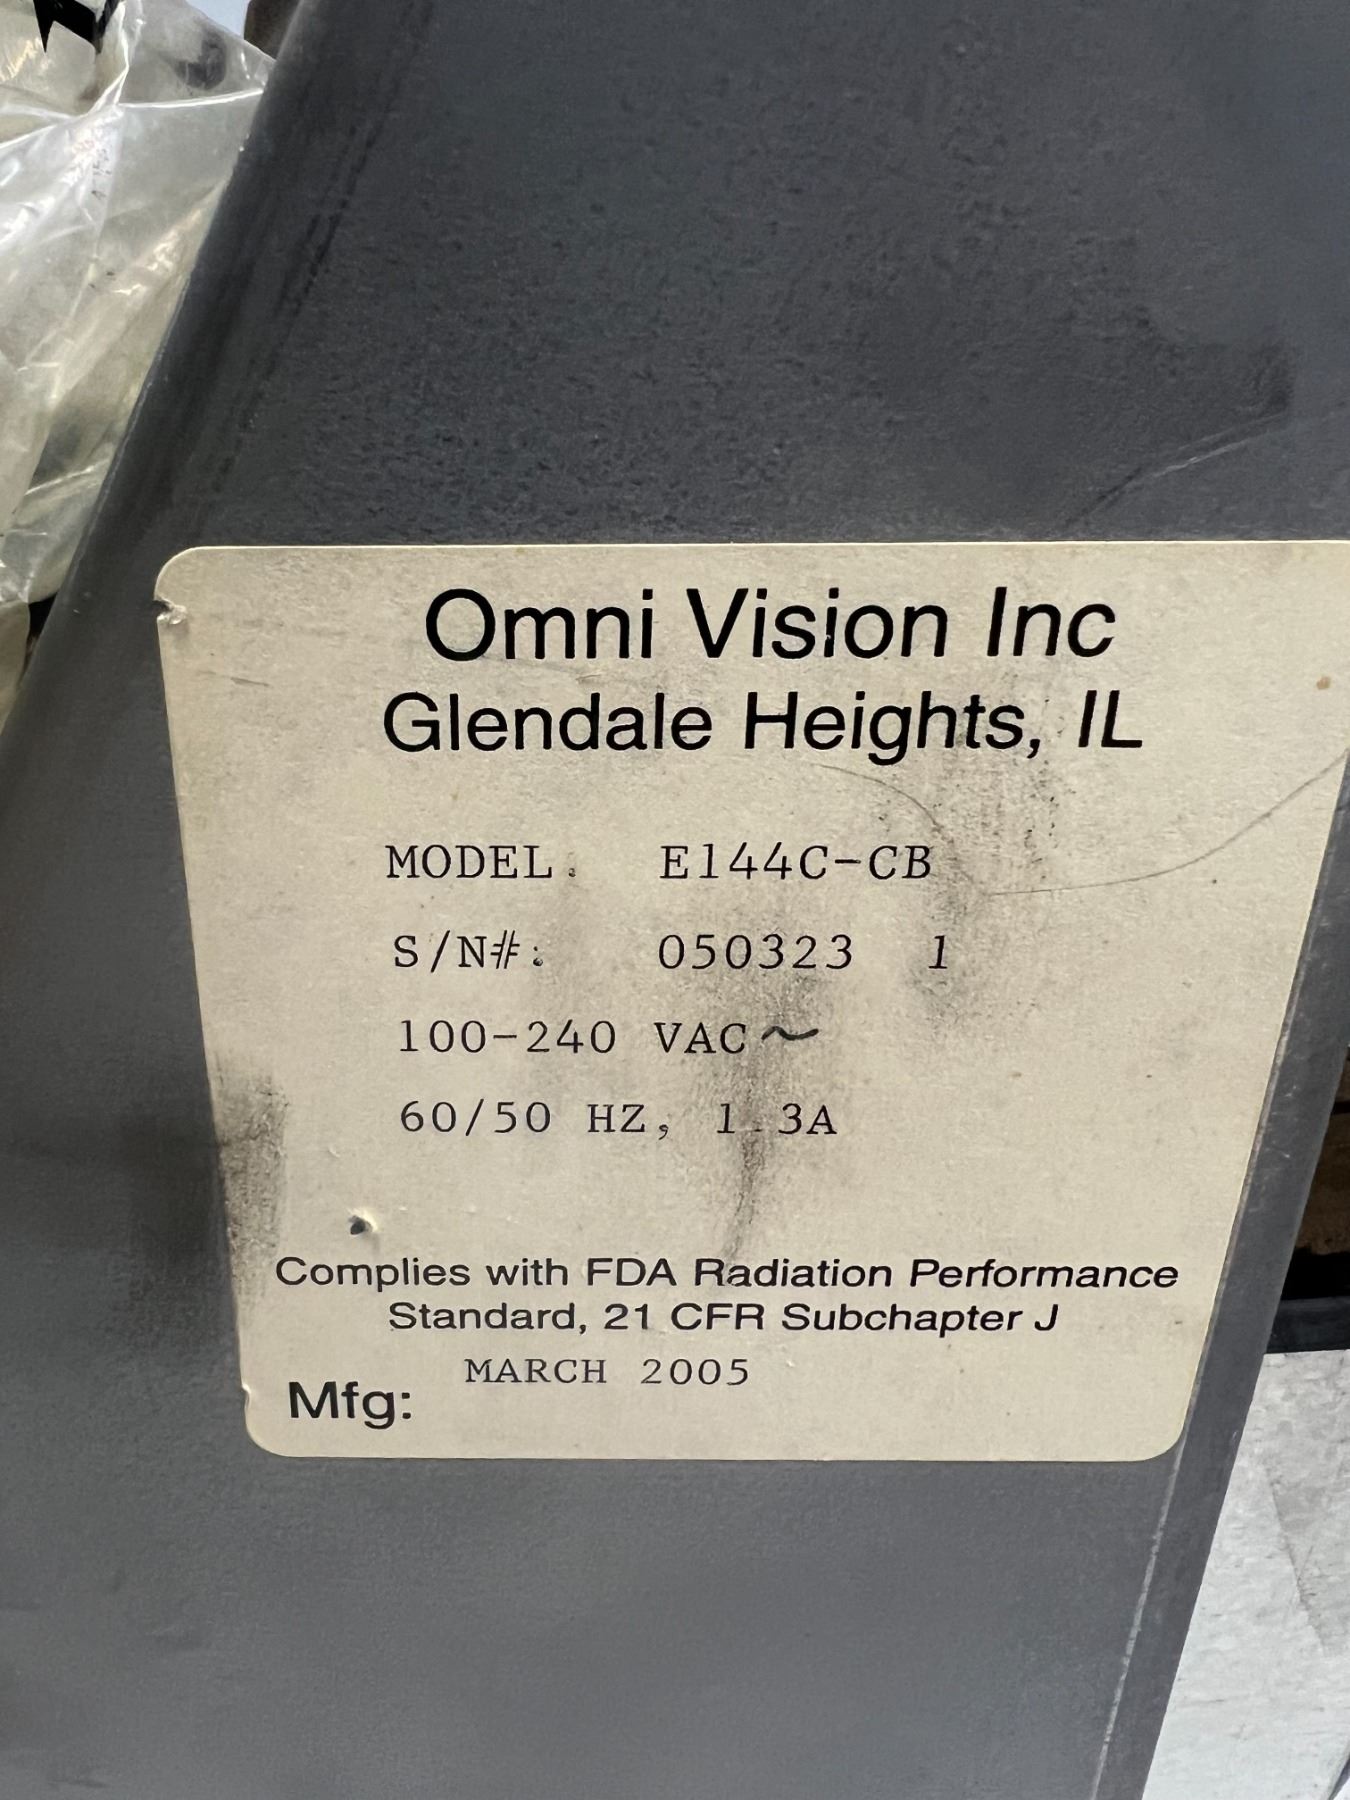 Omni Vision Inc
Glendale Heights, IL
MODEL: E144C-CB
S/N#: 050323 1
100-240 VAC~
60/50 HZ, 1.3A
Complies with FDA Radiation Performance
Standard, 21 CFR Subchapter J
MARCH 2005
Mfg: